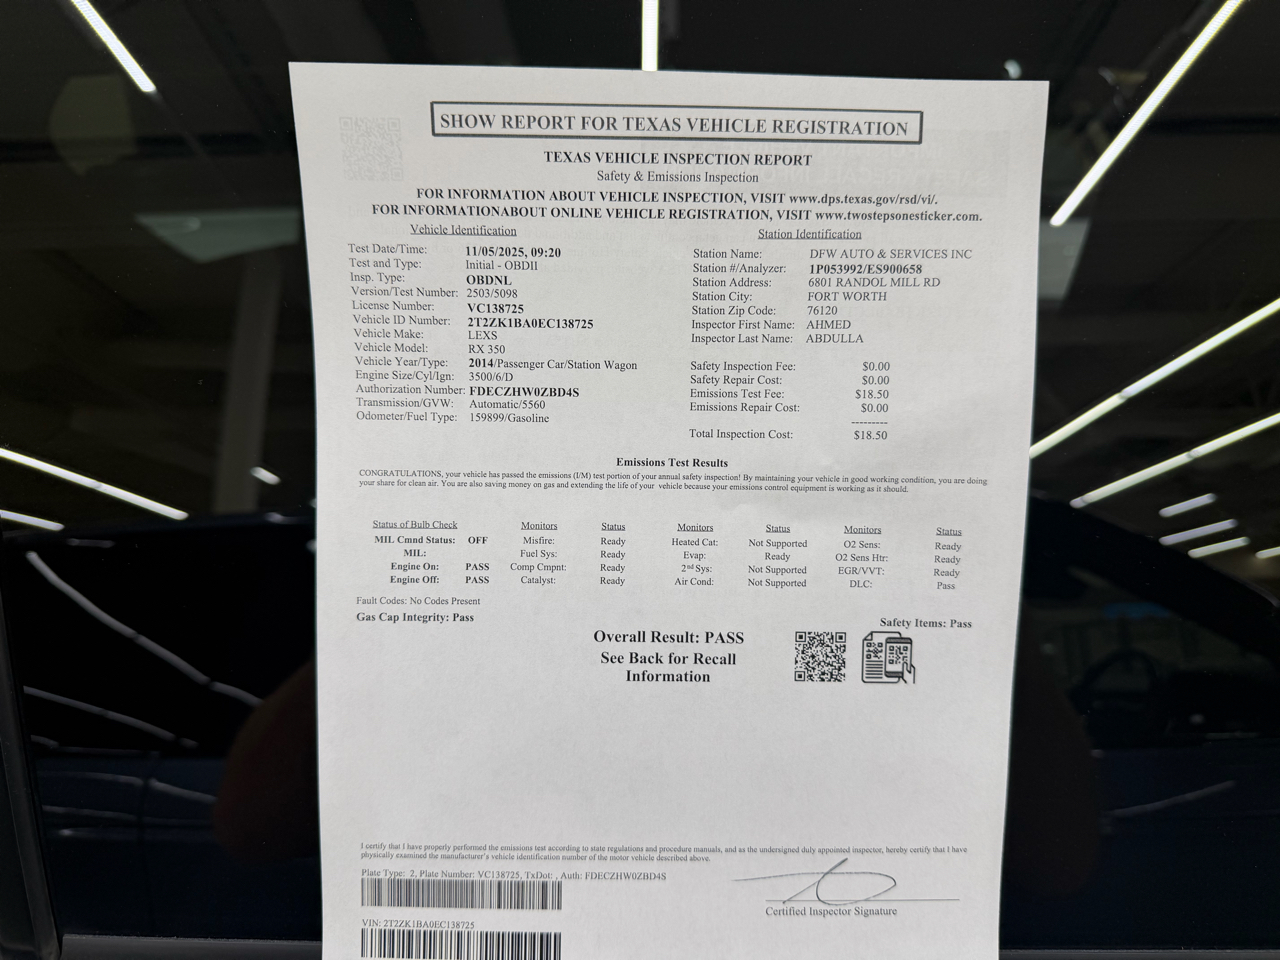 SHOW REPORT FOR TEXAS VEHICLE REGISTRATION
TEXAS VEHICLE INSPECTION REPORT
Safety & Emissions Inspection
FOR INFORMATION ABOUT VEHICLE INSPECTION, VISIT www.dps.texas.gov/rsd/vi/.
FOR INFORMATIONABOUT ONLINE VEHICLE REGISTRATION, VISIT www.twostepsonesticker.com.
Vehicle Identification
Test Date/Time: 11/05/2025, 09:20
Test and Type: Initial - OBDII
Insp. Type: OBDNL
Version/Test Number: 2503/5098
License Number: VC138725
Vehicle ID Number: 2T2ZK1BA0EC138725
Vehicle Make: LEXS
Vehicle Model: RX 350
Vehicle Year/Type: 2014/Passenger Car/Station Wagon
Engine Size/Cyl/Ign: 3500/6/D
Authorization Number: FDECZHW0ZBD4S
Transmission/GVW: Automatic/5560
Odometer/Fuel Type: 159899/Gasoline
Station Identification
Station Name: DFW AUTO & SERVICES INC
Station #/Analyzer: 1P053992/ES900658
Station Address: 6801 RANDOL MILL RD
Station City: FORT WORTH
Station Zip Code: 76120
Inspector First Name: AHMED
Inspector Last Name: ABDULLA
Safety Inspection Fee: $0.00
Safety Repair Cost: $0.00
Emissions Test Fee: $18.50
Emissions Repair Cost: $0.00
---------
Total Inspection Cost: $18.50
Emissions Test Results
CONGRATULATIONS, your vehicle has passed the emissions (I/M) test portion of your annual safety inspection! By maintaining your vehicle in good working condition, you are doing
your share for clean air. You are also saving money on gas and extending the life of your vehicle because your emissions control equipment is working as it should.
Status of Bulb Check Monitors Status Monitors Status Monitors Status
MIL Cmnd Status: OFF Misfire: Ready Heated Cat: Not Supported O2 Sens: Ready
MIL: Fuel Sys: Ready Evap: Ready O2 Sens Htr: Ready
Engine On: PASS Comp Cmpnt: Ready 2nd Sys: Not Supported EGR/VVT: Ready
Engine Off: PASS Catalyst: Ready Air Cond: Not Supported DLC: Pass
Fault Codes: No Codes Present
Gas Cap Integrity: Pass
Safety Items: Pass
Overall Result: PASS
See Back for Recall
Information
I certify that I have properly performed the emissions test according to state regulations and procedure manuals, and as the undersigned duly appointed inspector, hereby certify that I have
physically examined the manufacturer's vehicle identification number of the motor vehicle described above.
Plate Type: 2, Plate Number: VC138725, TxDot: , Auth: FDECZHW0ZBD4S
Certified Inspector Signature
VIN: 2T2ZK1BA0EC138725